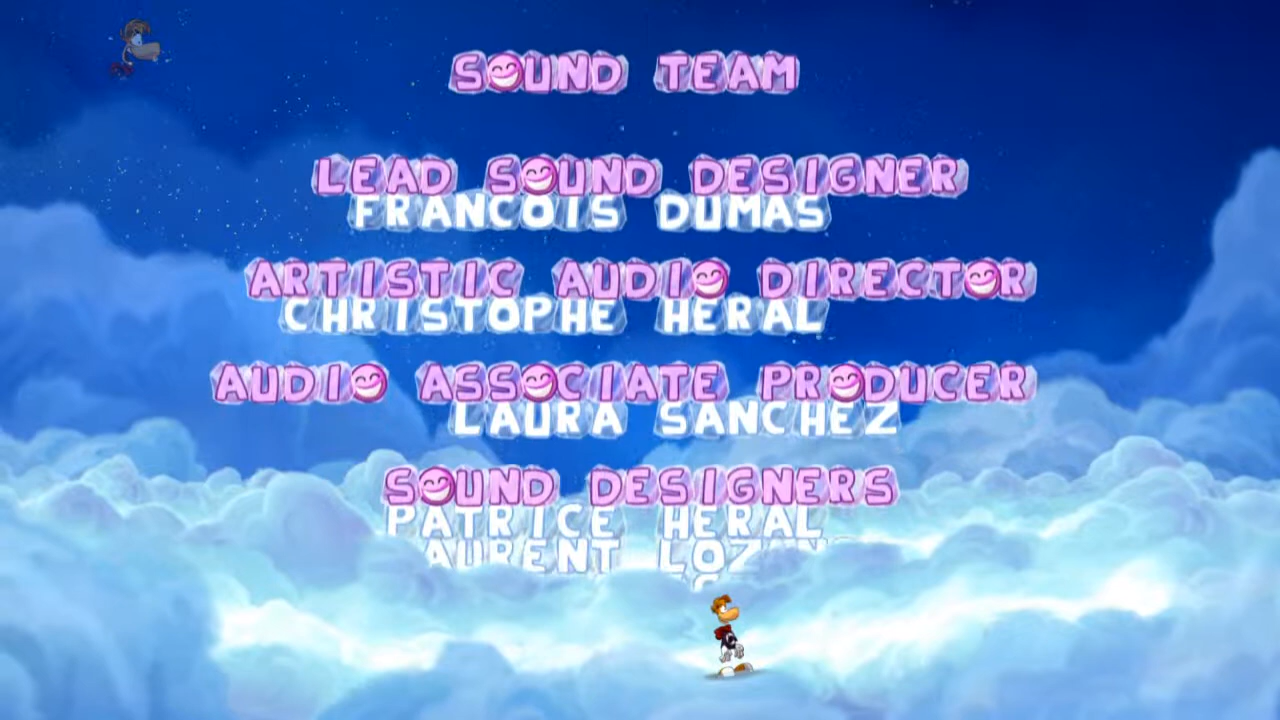 SOUND TEAM
LEAD SOUND DESIGNER
FRANCOIS DUMAS
ARTISTIC AUDIO DIRECTOR
CHRISTOPHE HERAL
AUDIO ASSOCIATE PRODUCER
LAURA SANCHEZ
SOUND DESIGNERS
PATRICE HERAL
LAURENT